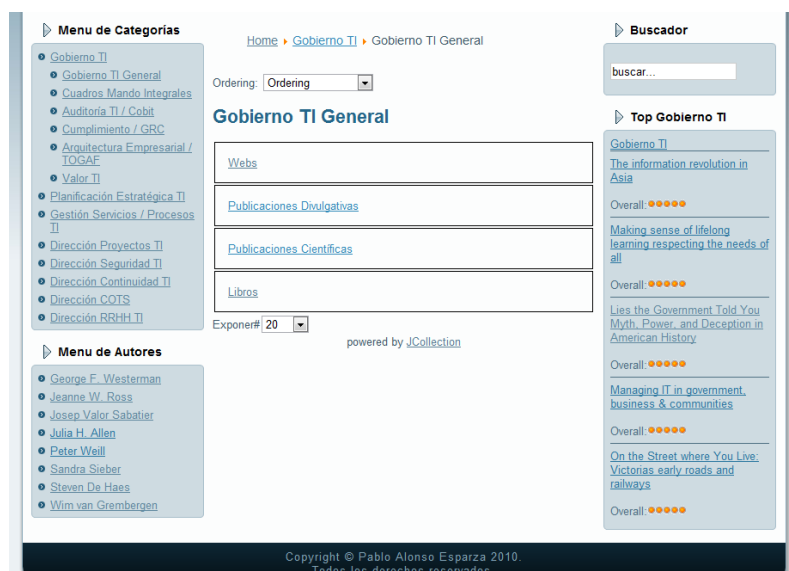 Menu de Categorías
Gobierno TI
Gobierno TI General
Cuadros Mando Integrales
Auditoría TI / Cobit
Cumplimiento / GRC
Arquitectura Empresarial /
TOGAF
Valor TI
Planificación Estratégica TI
Gestión Servicios / Procesos
TI
Dirección Proyectos TI
Dirección Seguridad TI
Dirección Continuidad TI
Dirección COTS
Dirección RRHH TI
Menu de Autores
George F. Westerman
Jeanne W. Ross
Josep Valor Sabatier
Julia H. Allen
Peter Weill
Sandra Sieber
Steven De Haes
Wim van Grembergen
Home Gobierno TI Gobierno TI General
Ordering: Ordering
Gobierno TI General
Webs
Publicaciones Divulgativas
Publicaciones Científicas
Libros
Exponer# 20
powered by JCollection
Buscador
buscar...
Top Gobierno TI
Gobierno TI
The information revolution in
Asia
Overall:
Making sense of lifelong
learning respecting the needs of
all
Overall:
Lies the Government Told You
Myth, Power, and Deception in
American History
Overall:
Managing IT in government,
business & communities
Overall:
On the Street where You Live:
Victorias early roads and
railways
Overall:
Copyright © Pablo Alonso Esparza 2010.
Todos los derechos reservados